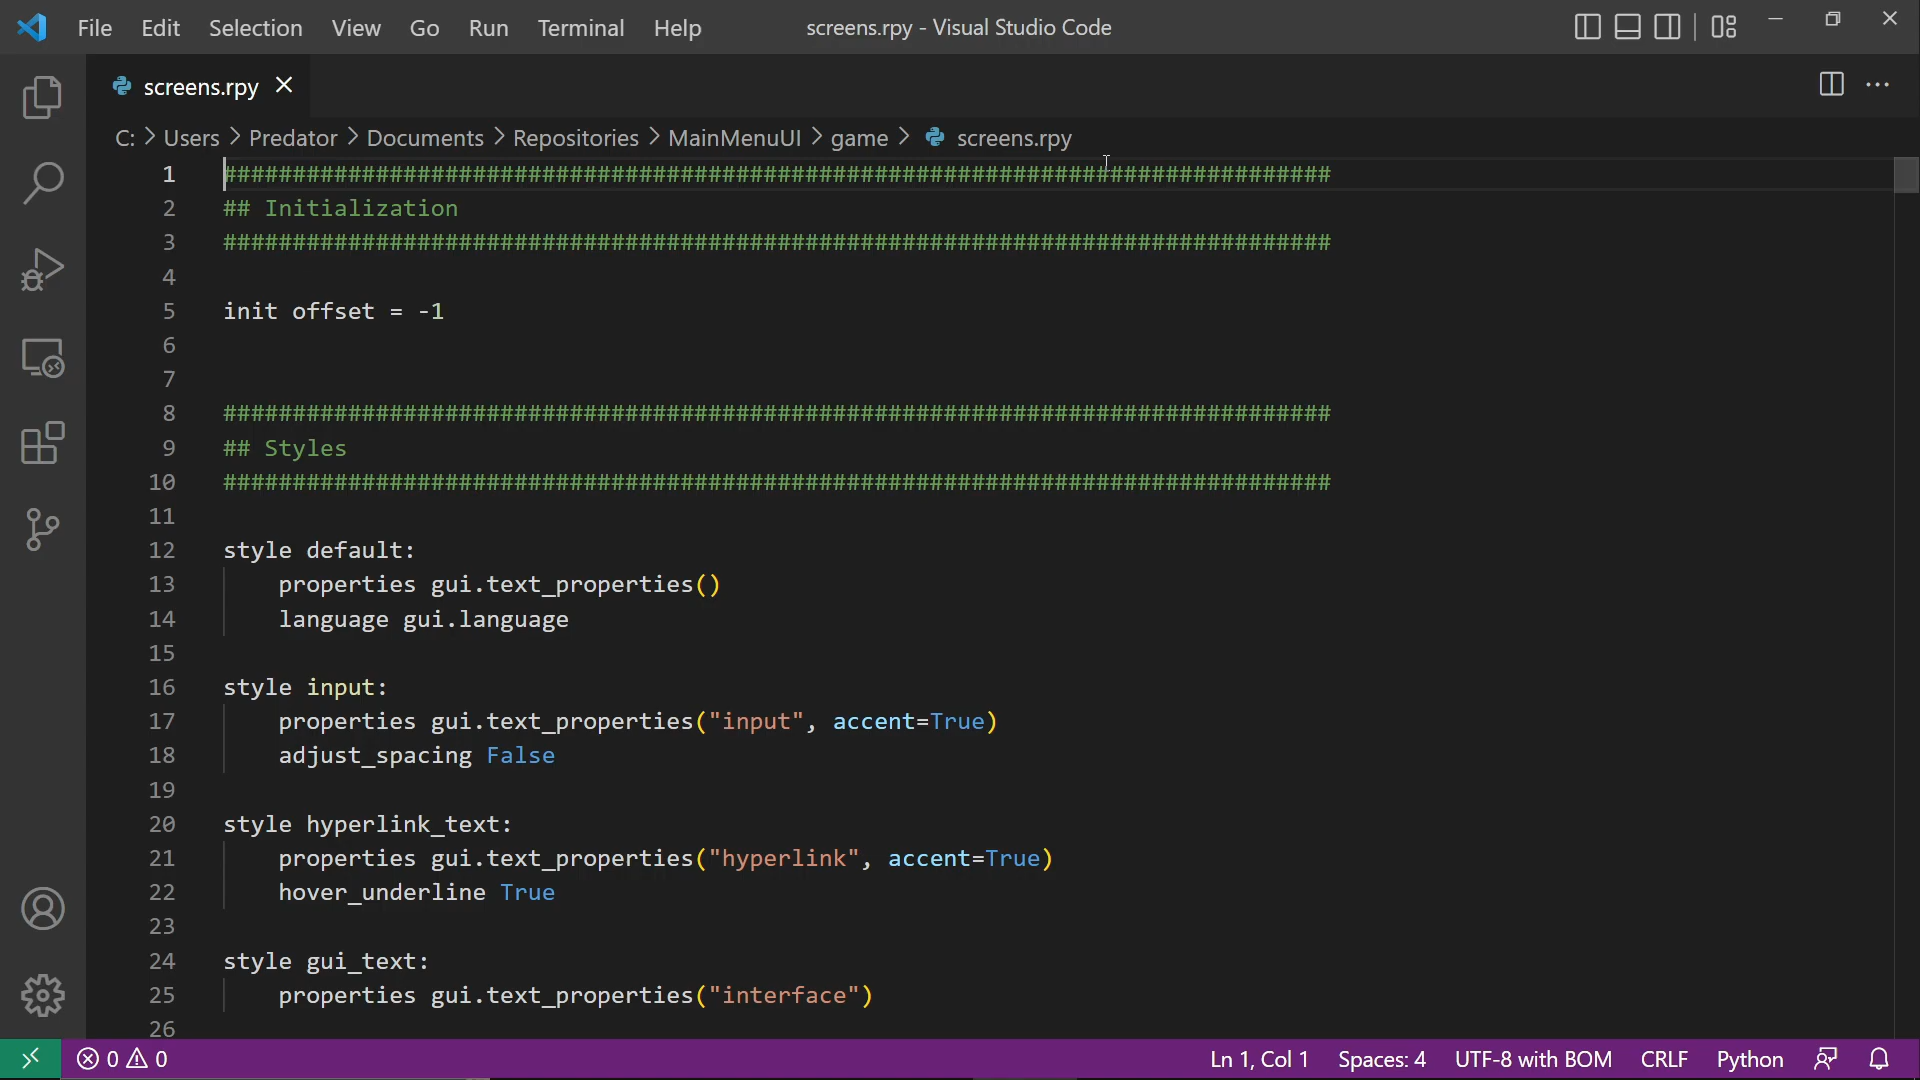 File Edit Selection View Go Run Terminal Help screens.rpy - Visual Studio Code
screens.rpy
C: > Users > Predator > Documents > Repositories > MainMenuUI > game > screens.rpy
1 ################################################################################
2 ## Initialization
3 ################################################################################
4
5 init offset = -1
6
7
8 ################################################################################
9 ## Styles
10 ################################################################################
11
12 style default:
13     properties gui.text_properties()
14     language gui.language
15
16 style input:
17     properties gui.text_properties("input", accent=True)
18     adjust_spacing False
19
20 style hyperlink_text:
21     properties gui.text_properties("hyperlink", accent=True)
22     hover_underline True
23
24 style gui_text:
25     properties gui.text_properties("interface")
26
0 0 Ln 1, Col 1 Spaces: 4 UTF-8 with BOM CRLF Python